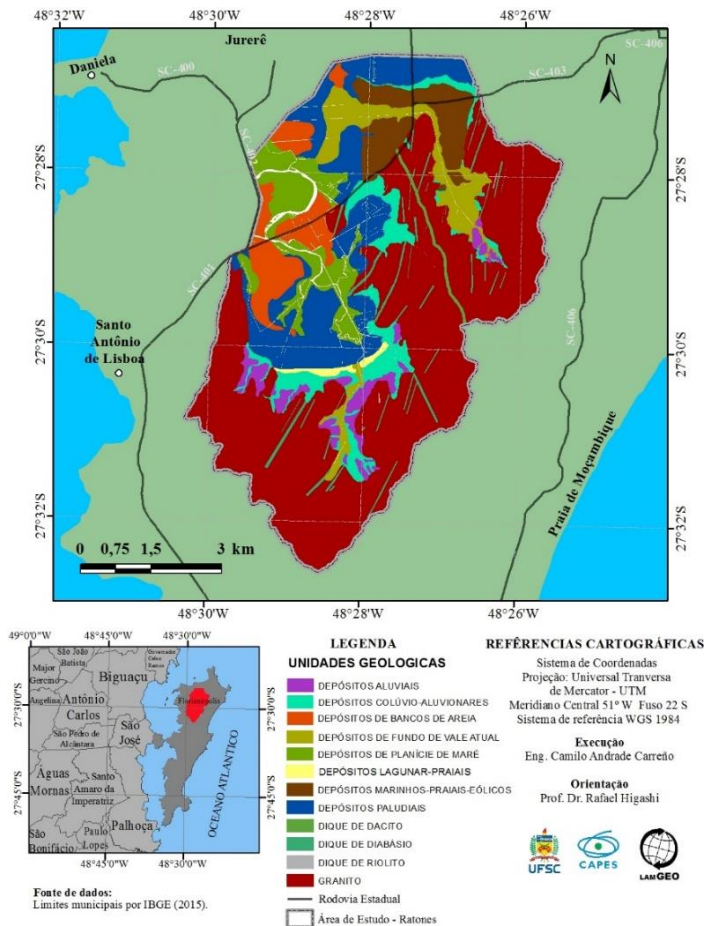 48°32'W
48°30'W
48°28'W
48°26'W
Jurerê
SC-406
Daniela
SC-400
SC-403
N
SC-402
27°28'S
27°28'S
SC-401
Santo
Antônio
de Lisboa
SC-406
27°30'S
27°30'S
Praia de Moçambique
27°32'S
27°32'S
0 0,75 1,5 3 km
48°30'W
48°28'W
48°26'W
49°0'0"W
48°45'0"W
48°30'0"W
São João
Batista
Governador
Celso
Ramos
Major
Gercino
Biguaçu
Angelina
Antônio
Carlos
Florianópolis
27°30'0"S
São
José
São Pedro de
Alcântara
Águas
Mornas
Santo
Amaro da
Imperatriz
27°45'0"S
Palhoça
São
Bonifácio
Paulo
Lopes
OCEANO ATLÂNTICO
48°45'0"W
48°30'0"W
Fonte de dados:
Limites municipais por IBGE (2015).
LEGENDA
UNIDADES GEOLOGICAS
DEPÓSITOS ALUVIAIS
DEPÓSITOS COLÚVIO-ALUVIONARES
DEPÓSITOS DE BANCOS DE AREIA
DEPÓSITOS DE FUNDO DE VALE ATUAL
DEPÓSITOS DE PLANÍCIE DE MARÉ
DEPÓSITOS LAGUNAR-PRAIAIS
DEPÓSITOS MARINHOS-PRAIAIS-EÓLICOS
DEPÓSITOS PALUDIAIS
DIQUE DE DACITO
DIQUE DE DIABÁSIO
DIQUE DE RIOLITO
GRANITO
Rodovia Estadual
Área de Estudo - Ratones
REFÊRENCIAS CARTOGRÁFICAS
Sistema de Coordenadas
Projeção: Universal Tranversa
de Mercator - UTM
Meridiano Central 51° W Fuso 22 S
Sistema de referência WGS 1984
Execução
Eng. Camilo Andrade Carreño
Orientação
Prof. Dr. Rafael Higashi
UFSC
CAPES
LAMGEO